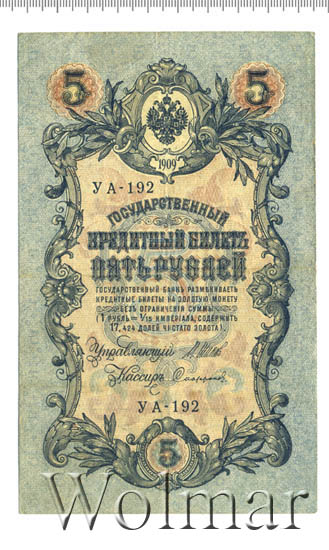 5 5
1909
УА-192
ГОСУДАРСТВЕННЫЙ
КРЕДИТНЫЙ БИЛЕТЪ
ПЯТЬ РУБЛЕЙ
ГОСУДАРСТВЕННЫЙ БАНКЪ РАЗМѢНИВАЕТЪ
КРЕДИТНЫЕ БИЛЕТЫ НА ЗОЛОТУЮ МОНЕТУ
БЕЗЪ ОГРАНИЧЕНІЯ СУММЫ
(1 РУБЛЬ = 1/15 ИМПЕРІАЛА, СОДЕРЖИТЪ
17,424 ДОЛЕЙ ЧИСТАГО ЗОЛОТА)
Управляющій
Кассиръ
УА-192
5
Wolmar